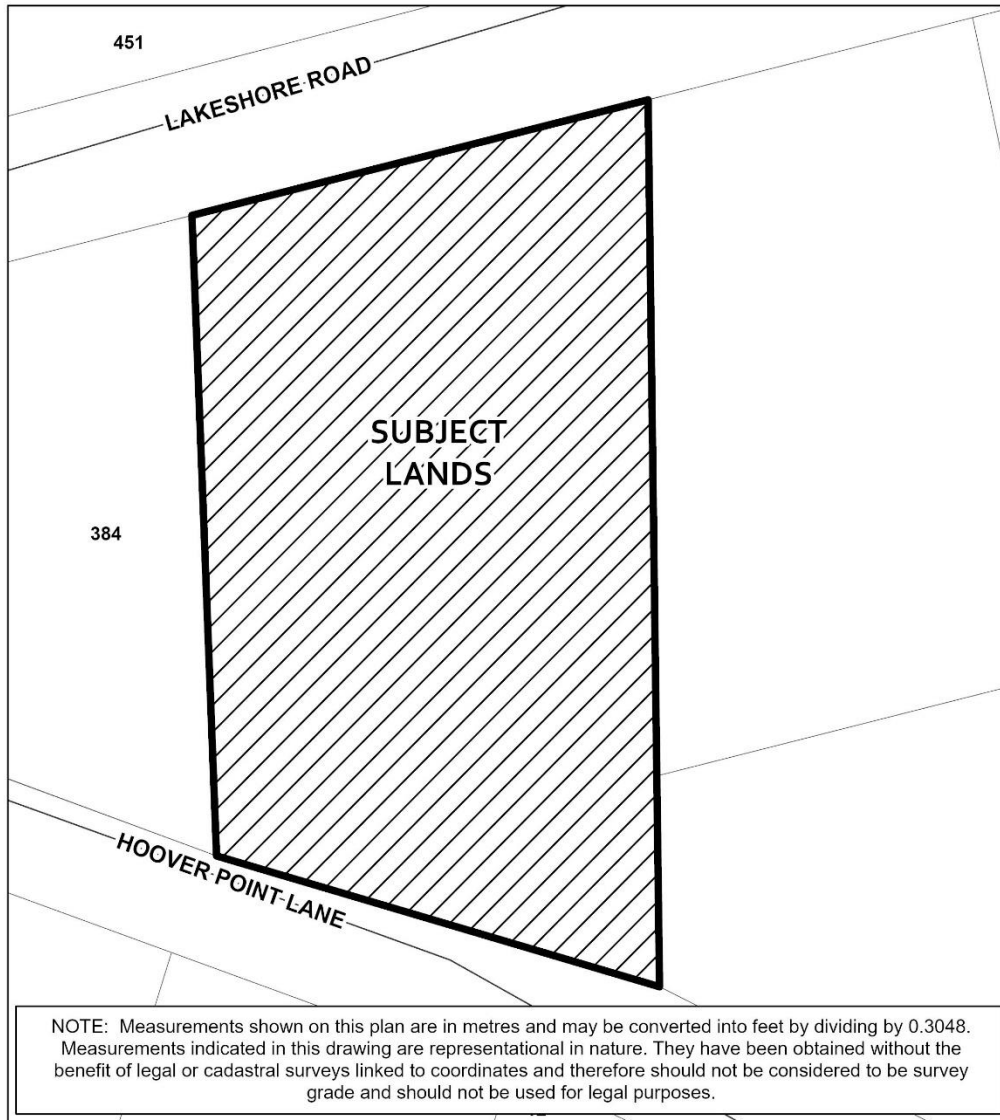 451
LAKESHORE ROAD
SUBJECT
LANDS
384
HOOVER POINT LANE
NOTE: Measurements shown on this plan are in metres and may be converted into feet by dividing by 0.3048.
Measurements indicated in this drawing are representational in nature. They have been obtained without the
benefit of legal or cadastral surveys linked to coordinates and therefore should not be considered to be survey
grade and should not be used for legal purposes.